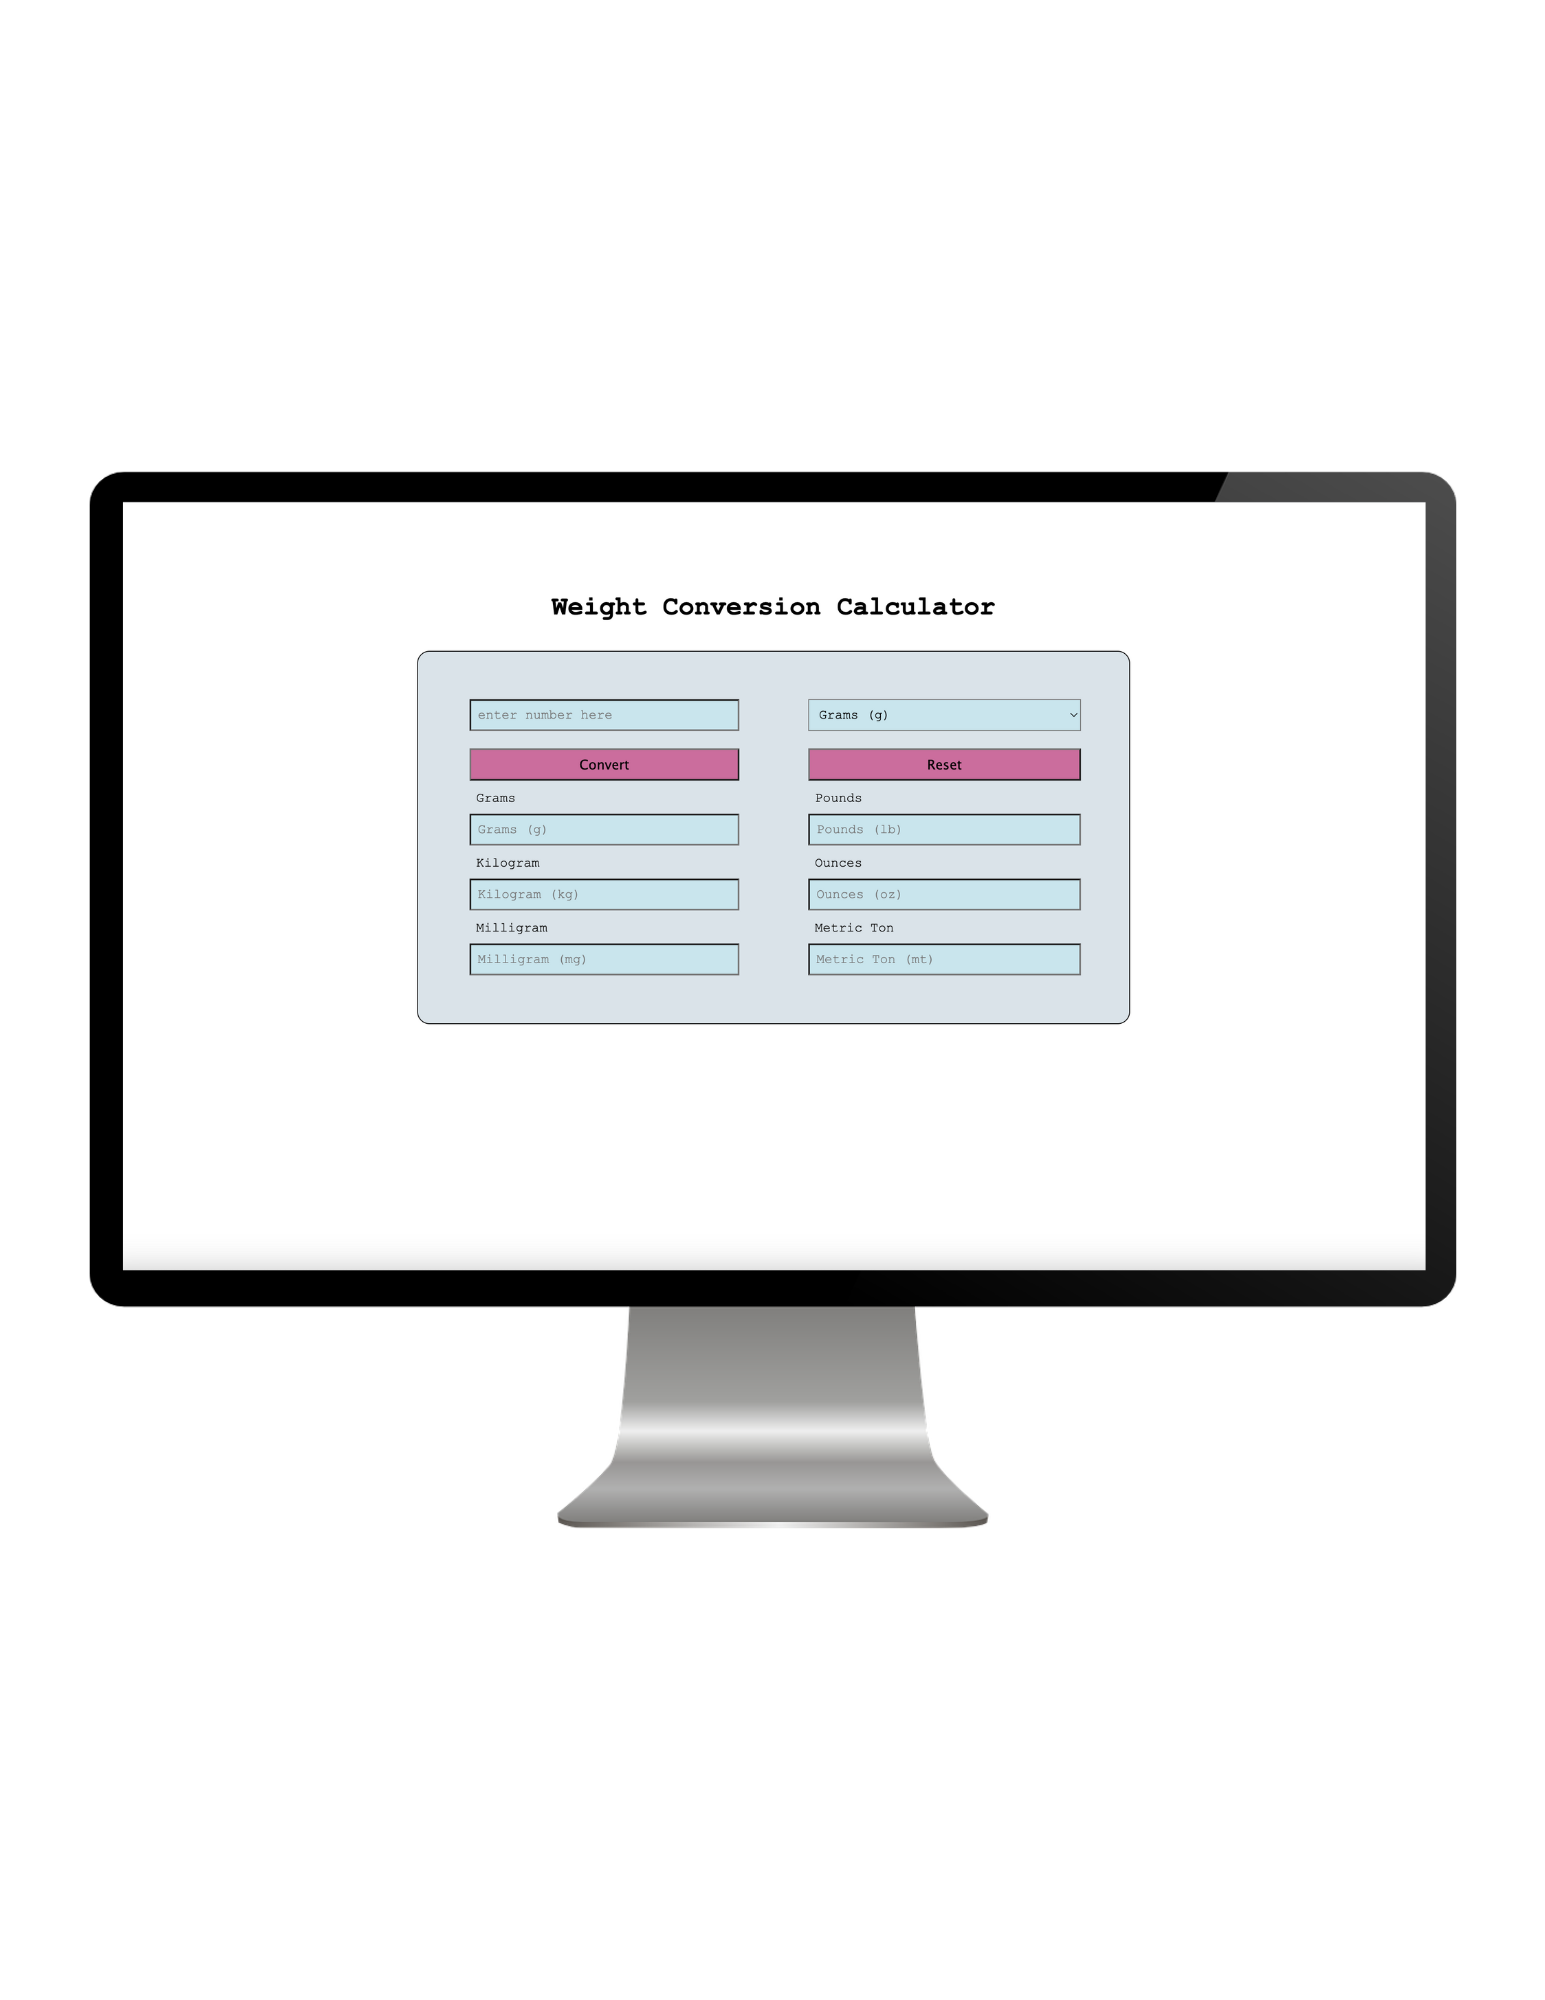 Weight Conversion Calculator
enter number here
Grams (g)
Convert
Reset
Grams
Pounds
Grams (g)
Pounds (lb)
Kilogram
Ounces
Kilogram (kg)
Ounces (oz)
Milligram
Metric Ton
Milligram (mg)
Metric Ton (mt)